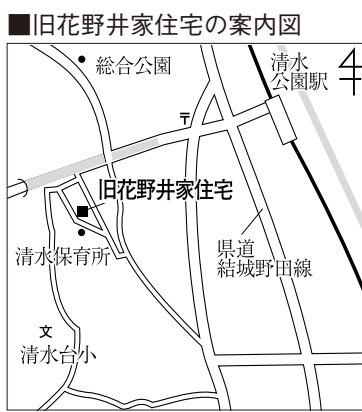 ■旧花野井家住宅の案内図
総合公園
清水
公園駅
〒
旧花野井家住宅
清水保育所
県道
結城野田線
文
清水台小